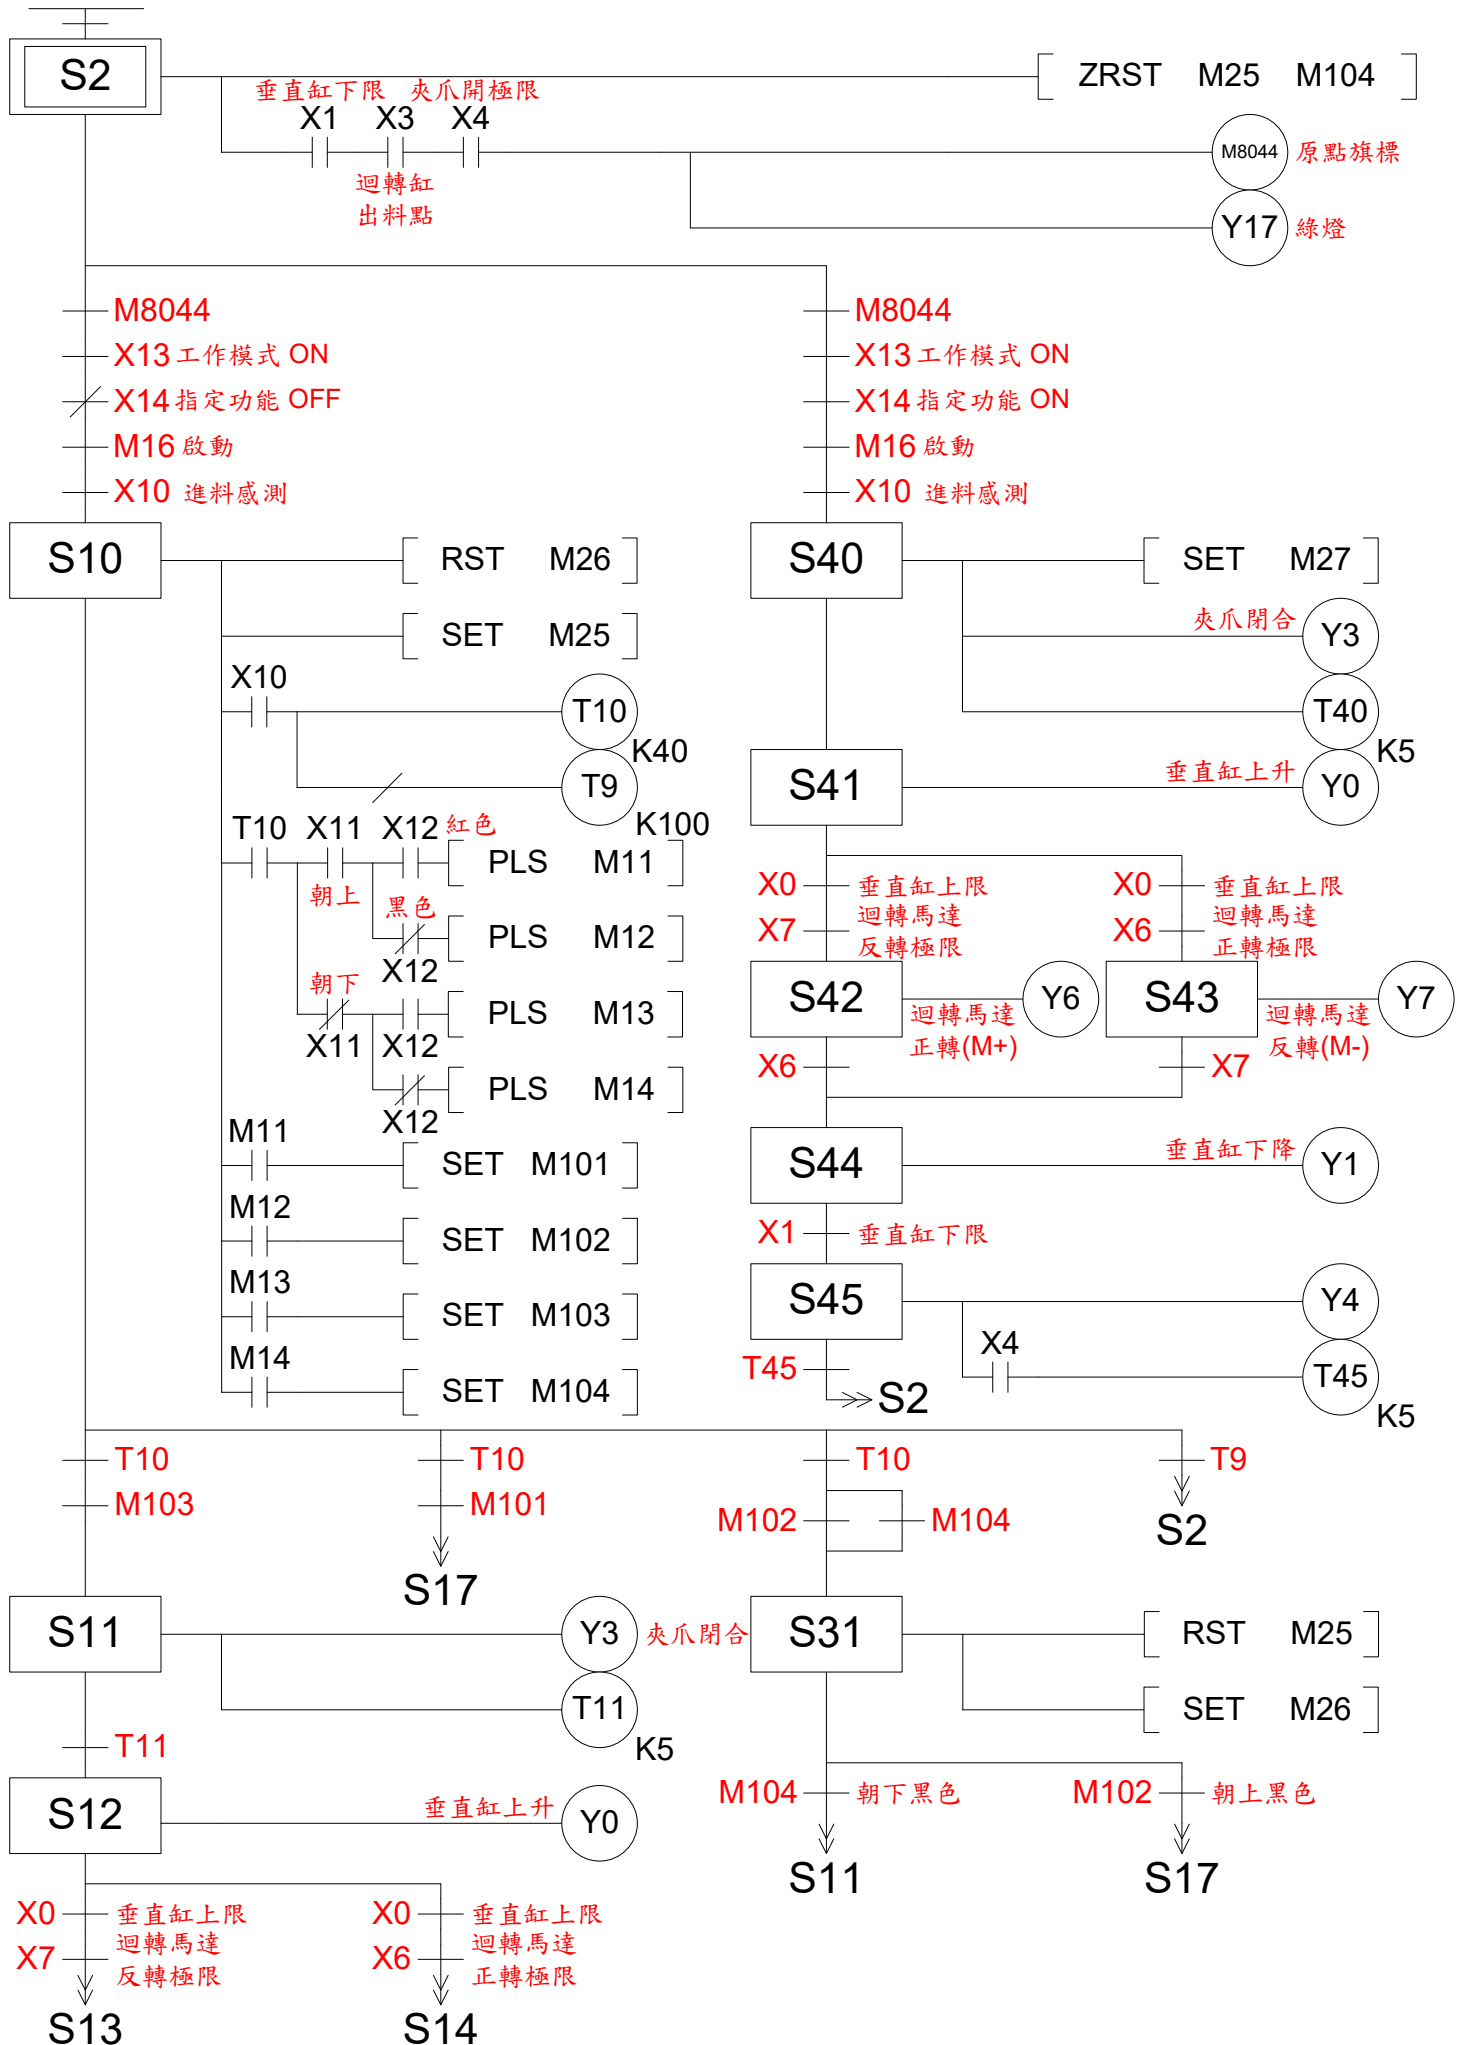 S2
ZRST M25 M104
垂直缸下限 夾爪開極限
X1 X3 X4
M8044 原點旗標
迴轉缸
出料點
Y17 綠燈
M8044
X13 工作模式 ON
X14 指定功能 OFF
M16 啟動
X10 進料感測
M8044
X13 工作模式 ON
X14 指定功能 ON
M16 啟動
X10 進料感測
S10
RST M26
SET M25
X10
T10
K40
T9
K100
T10 X11 X12 紅色
PLS M11
朝上
黑色
PLS M12
X12
朝下
PLS M13
X11 X12
PLS M14
X12
M11
SET M101
M12
SET M102
M13
SET M103
M14
SET M104
S40
SET M27
夾爪閉合
Y3
T40
K5
S41
垂直缸上升
Y0
X0 垂直缸上限
X7 迴轉馬達
反轉極限
X0 垂直缸上限
X6 迴轉馬達
正轉極限
S42
Y6
迴轉馬達
正轉(M+)
S43
Y7
迴轉馬達
反轉(M-)
X6
X7
S44
垂直缸下降
Y1
X1 垂直缸下限
S45
Y4
X4
T45
K5
T45
S2
T10
M103
T10
M101
S17
T10
M102 M104
T9
S2
S11
Y3 夾爪閉合
T11
K5
T11
S31
RST M25
SET M26
M104 朝下黑色
S11
M102 朝上黑色
S17
S12
垂直缸上升
Y0
X0 垂直缸上限
X7 迴轉馬達
反轉極限
S13
X0 垂直缸上限
X6 迴轉馬達
正轉極限
S14